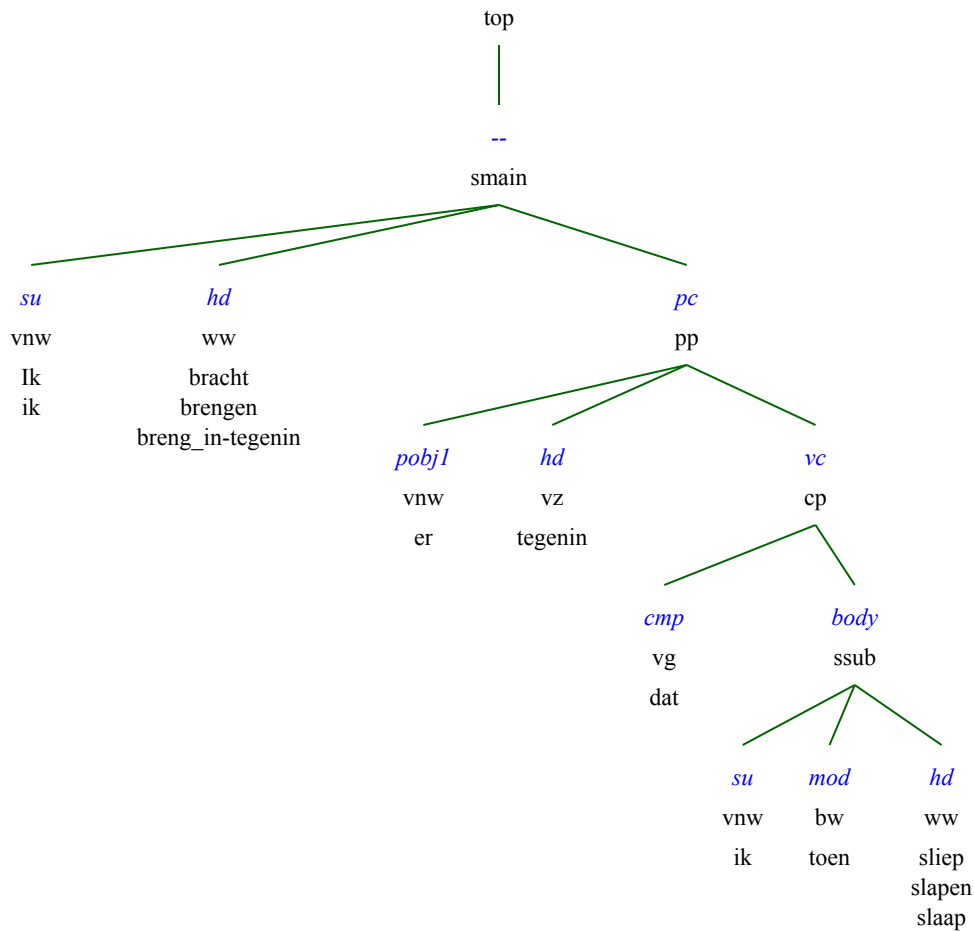 top
--
smain
su hd pc
vnw ww pp
Ik bracht
ik brengen
breng_in-tegenin
pobj1 hd vc
vnw vz cp
er tegenin
cmp body
vg ssub
dat
su mod hd
vnw bw ww
ik toen sliep
slapen
slaap